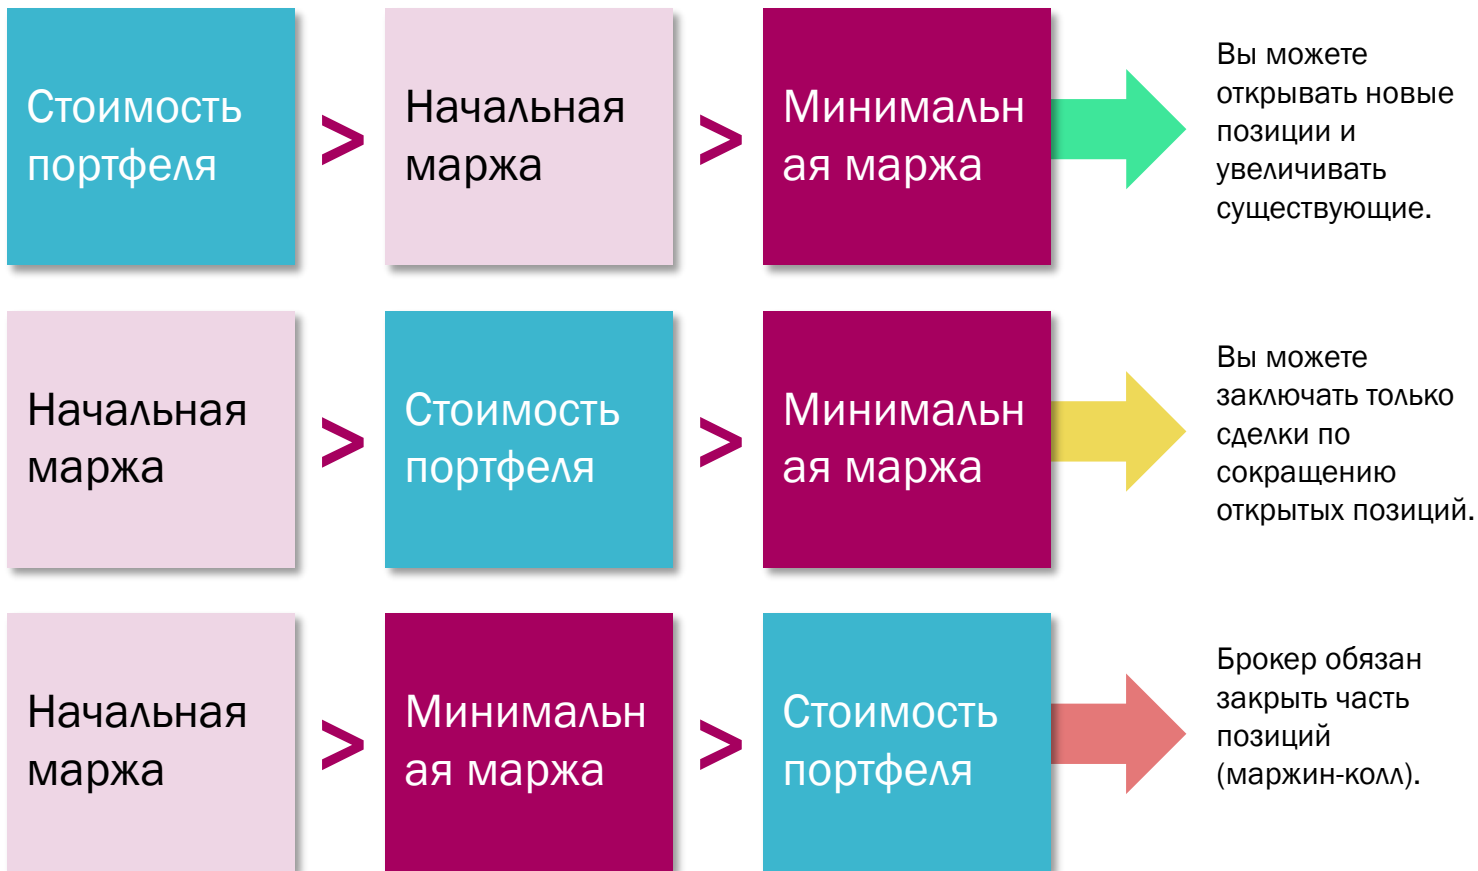 Стоимость
портфеля
>
Начальная
маржа
>
Минимальн
ая маржа
Вы можете
открывать новые
позиции и
увеличивать
существующие.
Начальная
маржа
>
Стоимость
портфеля
>
Минимальн
ая маржа
Вы можете
заключать только
сделки по
сокращению
открытых позиций.
Начальная
маржа
>
Минимальн
ая маржа
>
Стоимость
портфеля
Брокер обязан
закрыть часть
позиций
(маржин-колл).